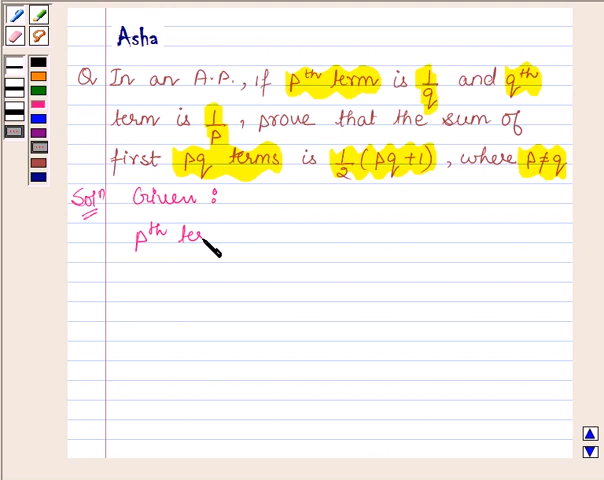 Asha
Q In an A.P., if pth term is 1/q and qth
term is 1/p, prove that the sum of
first pq terms is 1/2 (pq+1), where p≠q
Solⁿ Given :
pth ter